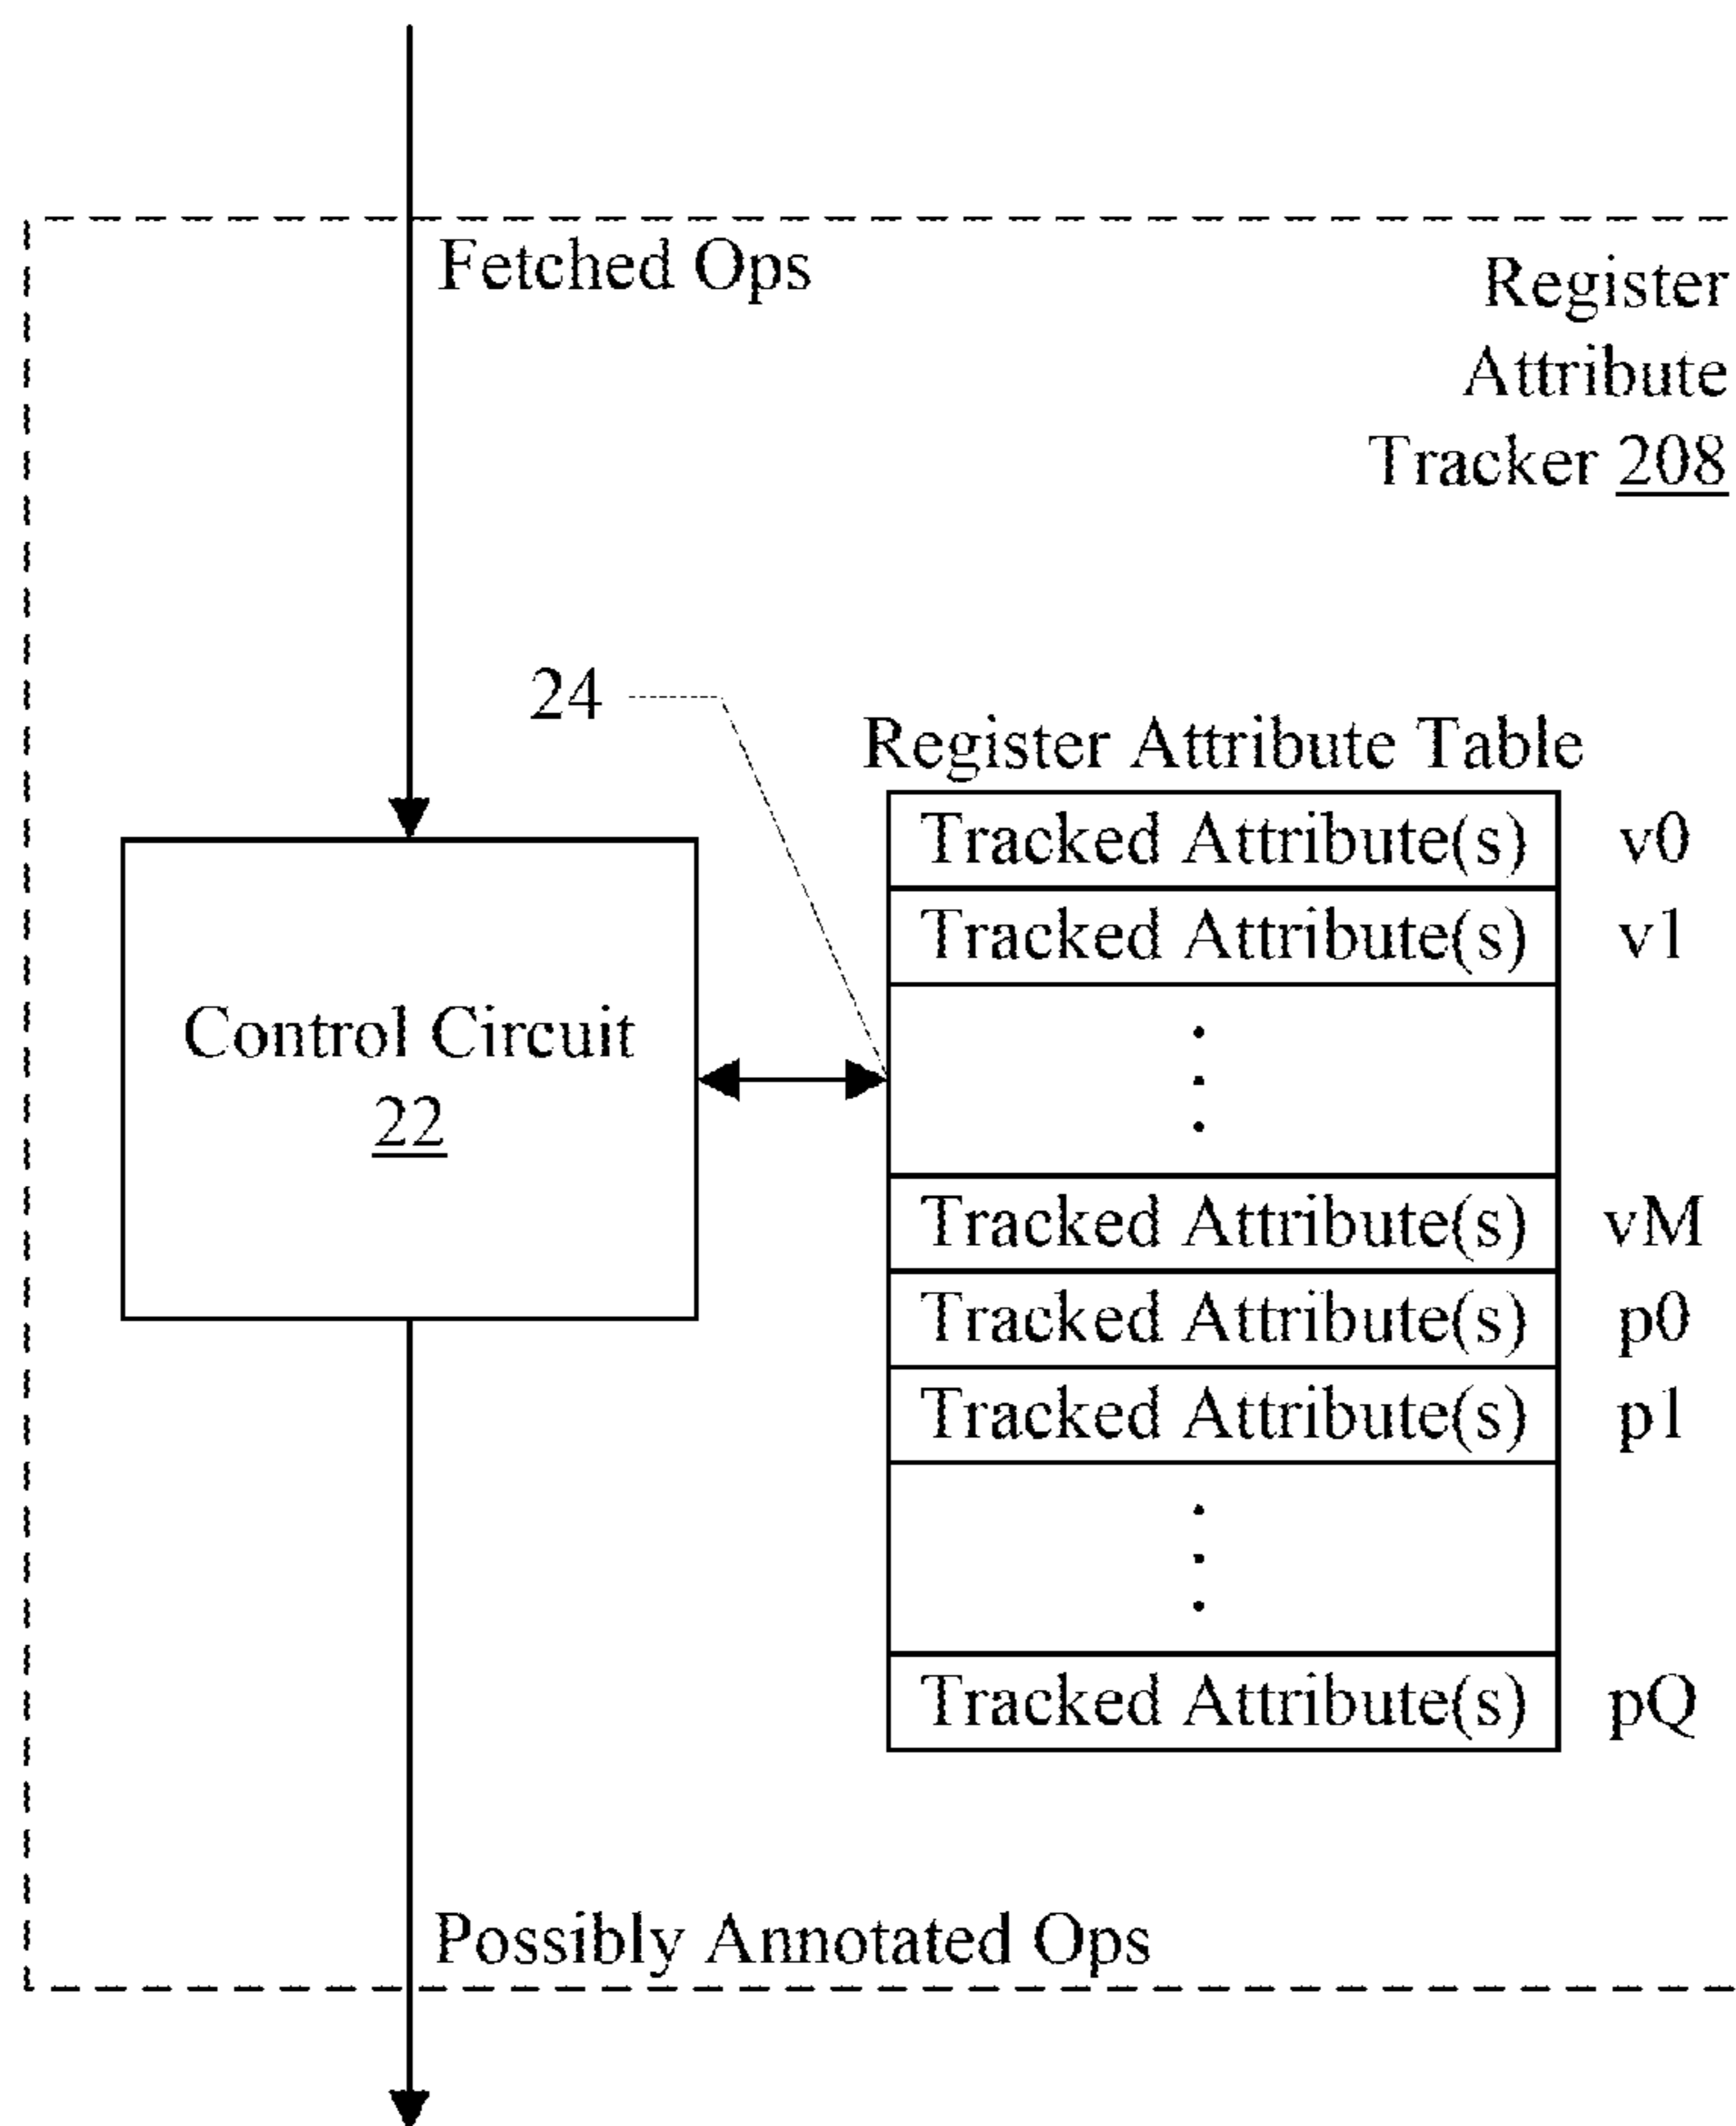 Fetched Ops
Register
Attribute
Tracker 208
24
Register Attribute Table
Tracked Attribute(s) v0
Tracked Attribute(s) v1
Control Circuit
22
Tracked Attribute(s) vM
Tracked Attribute(s) p0
Tracked Attribute(s) p1
Tracked Attribute(s) pQ
Possibly Annotated Ops